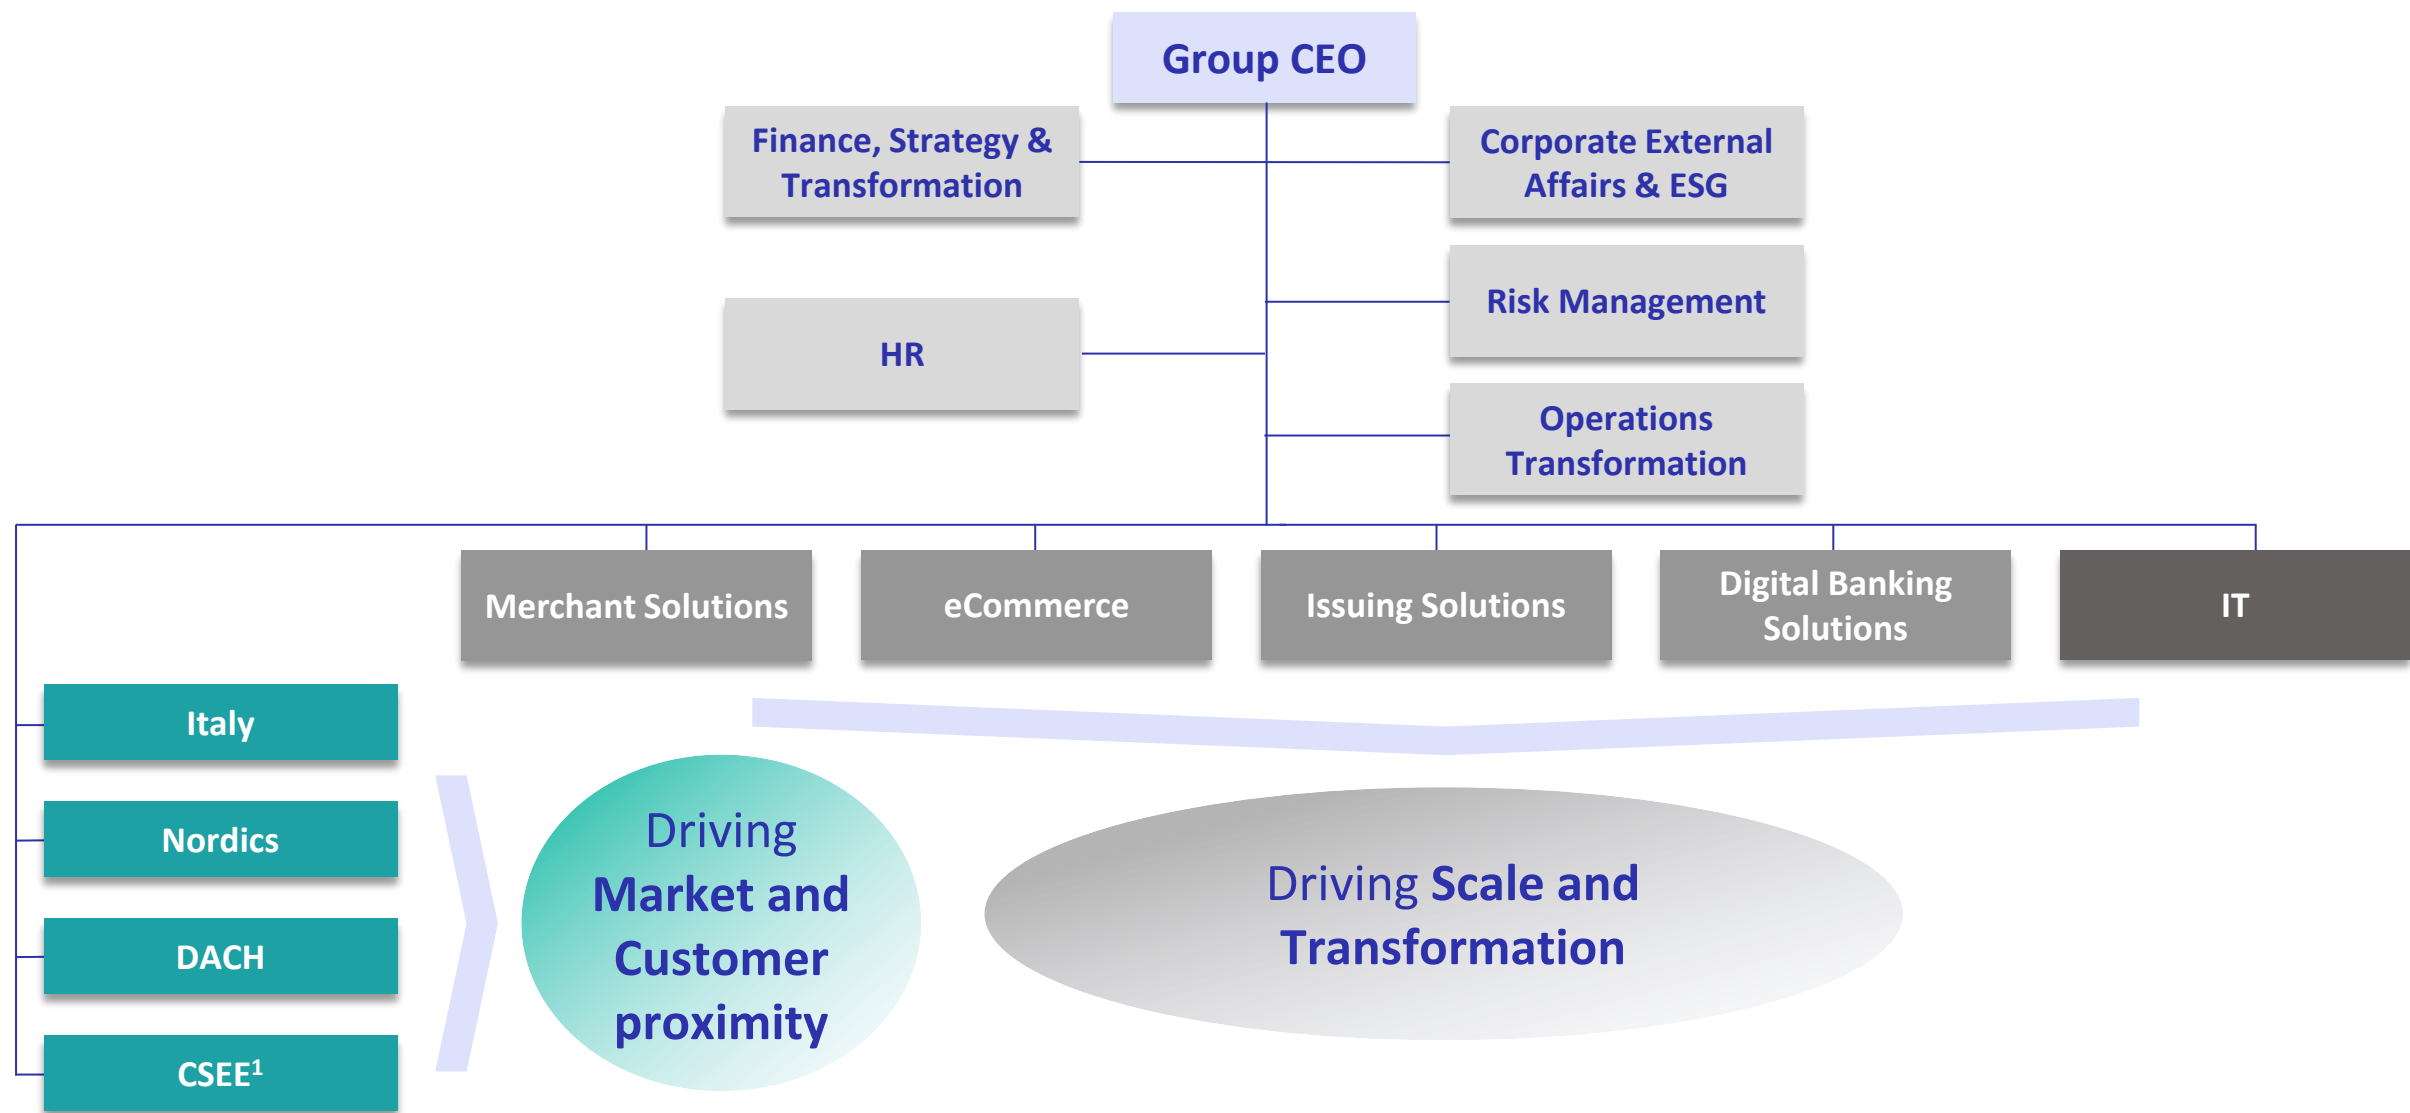 Group CEO
Finance, Strategy &
Transformation
Corporate External
Affairs & ESG
Risk Management
HR
Operations
Transformation
Merchant Solutions
eCommerce
Issuing Solutions
Digital Banking
Solutions
IT
Italy
Nordics
DACH
CSEE¹
Driving
Market and
Customer
proximity
Driving Scale and
Transformation